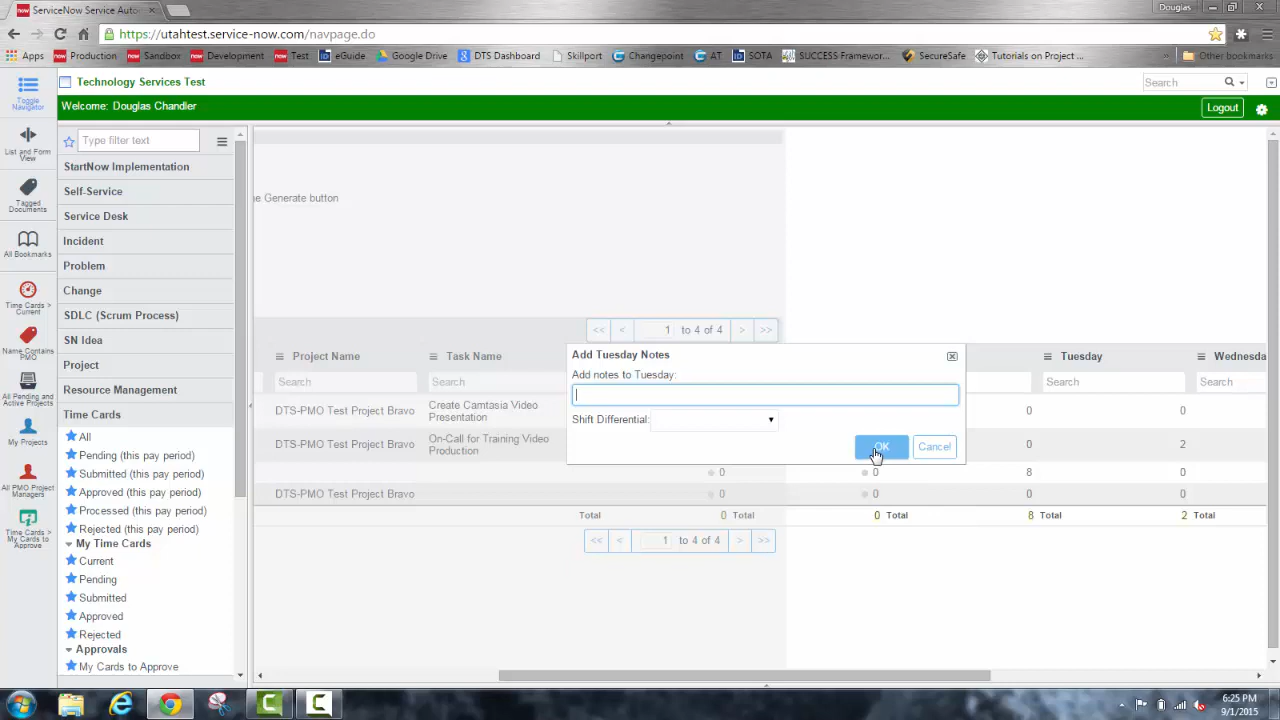 ServiceNow Service Auto
Douglas
https://utahtest.service-now.com/navpage.do
Apps Production Sandbox Development Test eGuide Google Drive DTS Dashboard Skillport Changepoint AT SOTA SUCCESS Framewor... SecureSafe Tutorials on Project ... Other bookmarks
Toggle Navigator
Technology Services Test
Search
Welcome: Douglas Chandler
Logout
List and Form View
Tagged Documents
All Bookmarks
Time Cards > Current
Name Contains PMO
All Pending and Active Projects
My Projects
All PMO Project Managers
Time Cards > My Cards to Approve
Type filter text
StartNow Implementation
Self-Service
Service Desk
Incident
Problem
Change
SDLC (Scrum Process)
SN Idea
Project
Resource Management
Time Cards
All
Pending (this pay period)
Submitted (this pay period)
Approved (this pay period)
Processed (this pay period)
Rejected (this pay period)
My Time Cards
Current
Pending
Submitted
Approved
Rejected
Approvals
My Cards to Approve
Generate button
<< < 1 to 4 of 4 > >>
Project Name Task Name Tuesday Wednesda
Search Search Search Search
DTS-PMO Test Project Bravo Create Camtasia Video Presentation 0 0
DTS-PMO Test Project Bravo On-Call for Training Video Production 0 2
0 0 8 0
DTS-PMO Test Project Bravo 0 0 0 0
Total 0 Total 0 Total 8 Total 2 Total
<< < 1 to 4 of 4 > >>
Add Tuesday Notes
Add notes to Tuesday:
Shift Differential:
OK Cancel
6:25 PM
9/1/2015